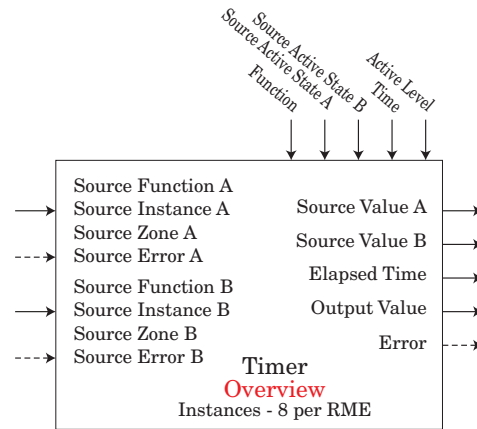 Function
Source Active State A
Source Active State B
Time
Active Level
Source Function A
Source Instance A
Source Zone A
Source Error A
Source Function B
Source Instance B
Source Zone B
Source Error B
Source Value A
Source Value B
Elapsed Time
Output Value
Error
Timer
Overview
Instances - 8 per RME